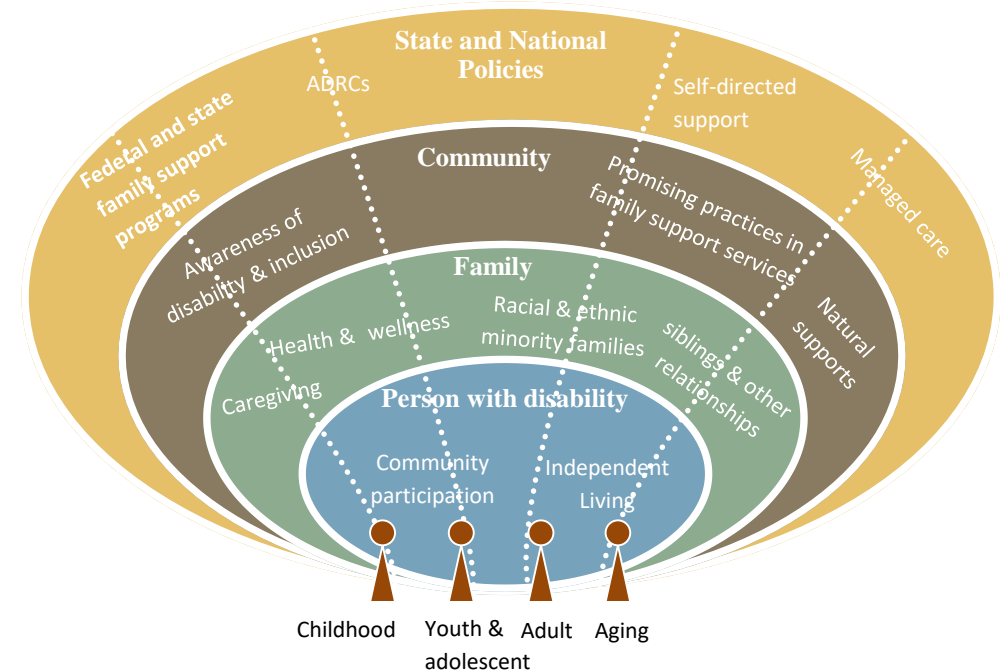 State and National
Policies
ADRCs
Self-directed
support
Federal and state
family support
programs
Managed care
Community
Awareness of
disability & inclusion
Promising practices in
family support services
Natural
supports
Family
Health & wellness
Racial & ethnic
minority families
siblings & other
relationships
Caregiving
Person with disability
Community
participation
Independent
Living
Childhood
Youth &
adolescent
Adult
Aging